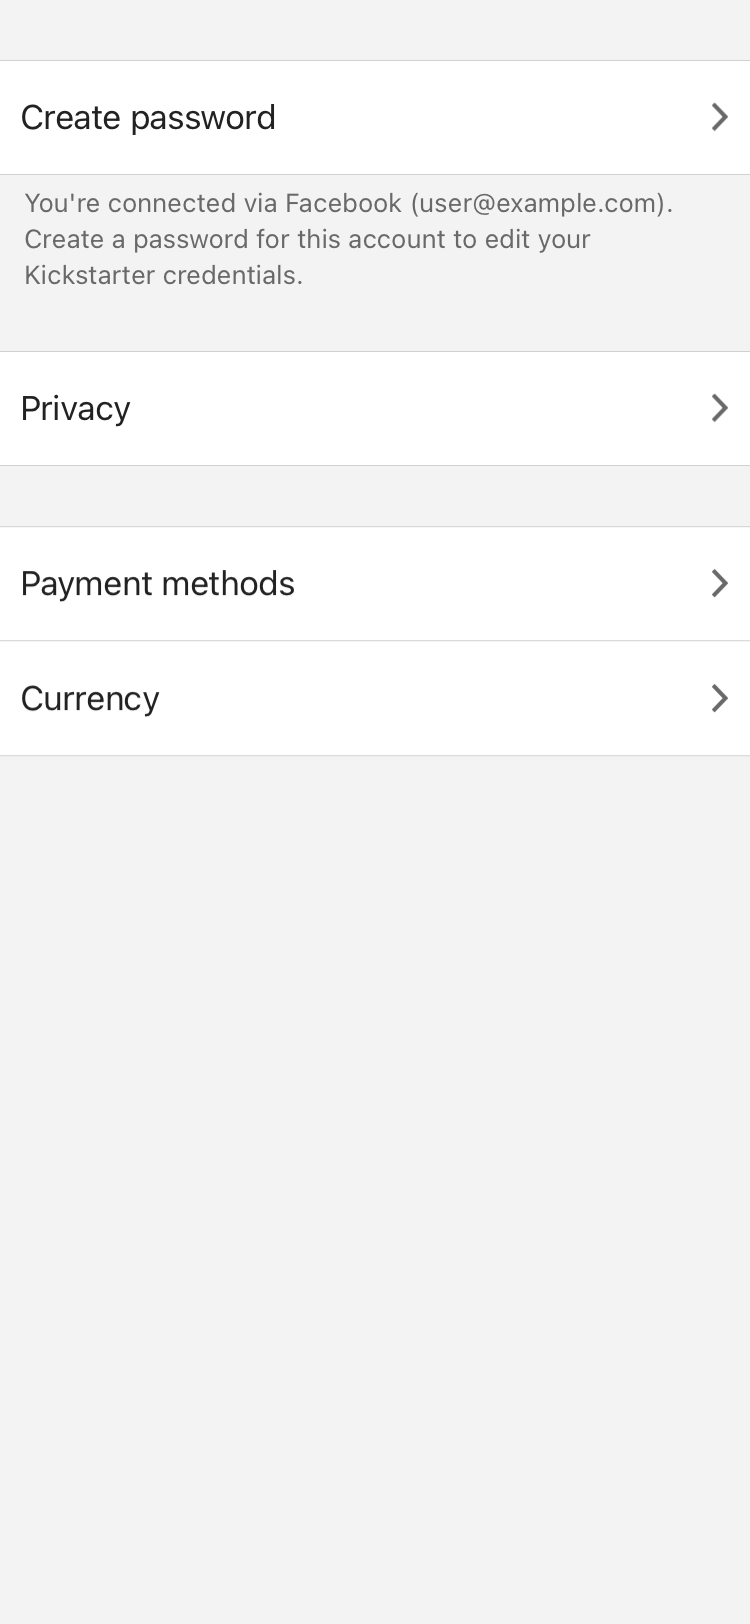 Create password
You're connected via Facebook (user@example.com).
Create a password for this account to edit your
Kickstarter credentials.
Privacy
Payment methods
Currency